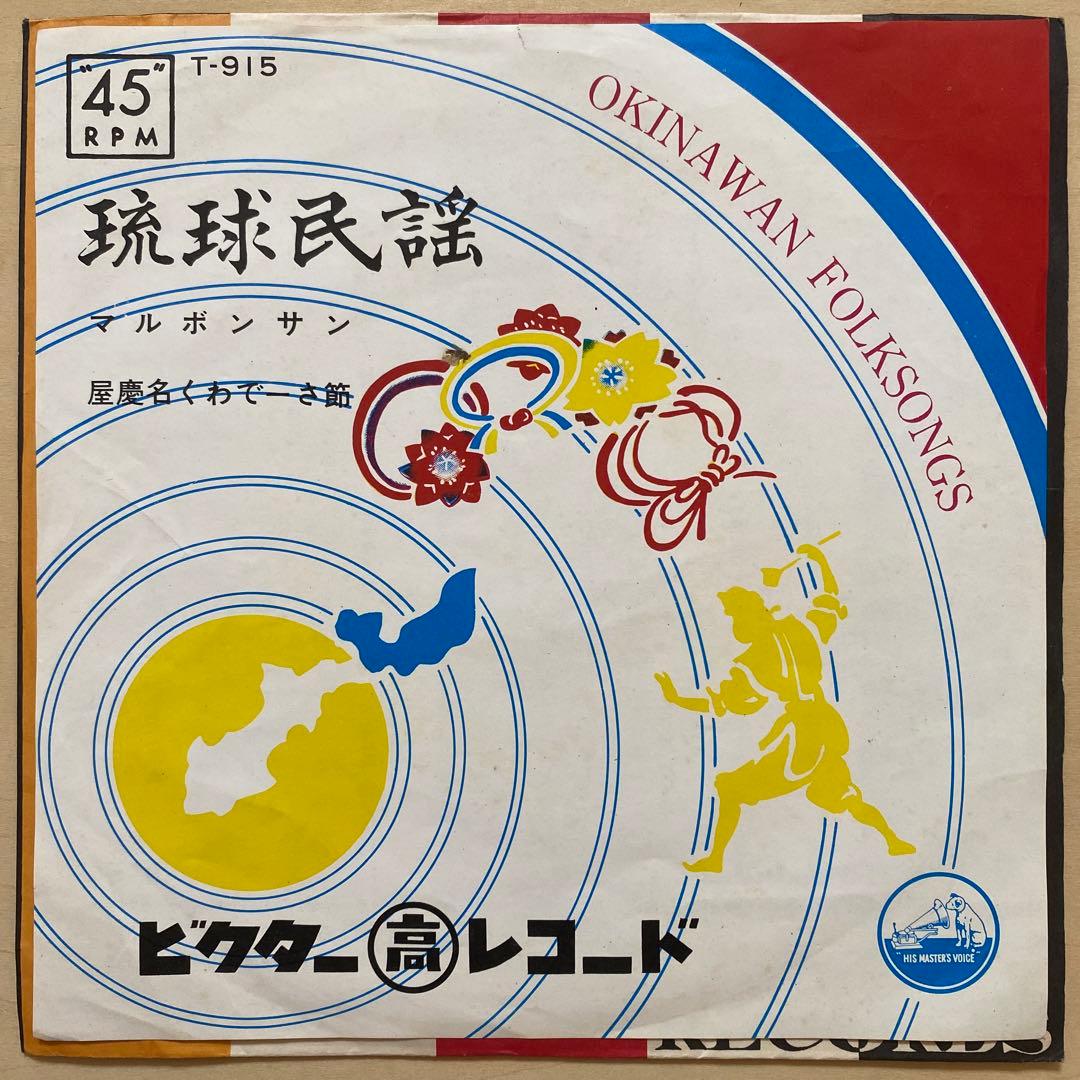 "45"
RPM
T-915
OKINAWAN FOLKSONGS
琉球民謡
マルボンサン
屋慶名くわでーさ節
ビクター高レコード
"HIS MASTER'S VOICE"
RECORDS